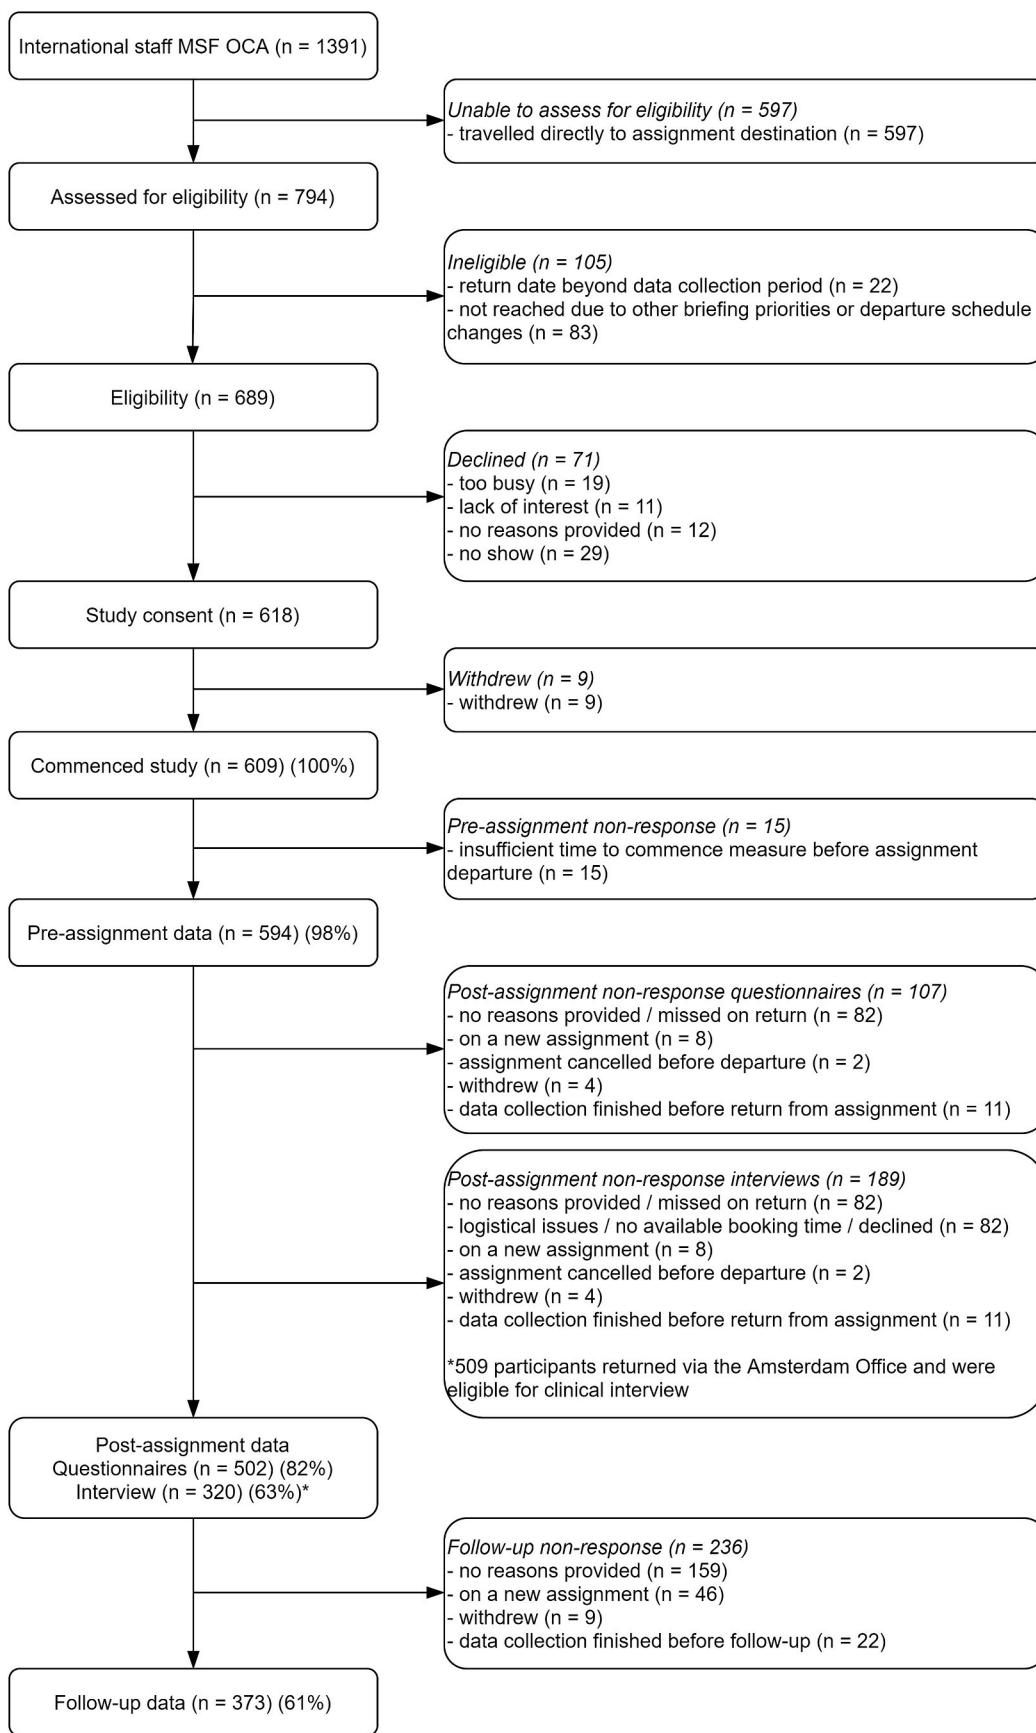 International staff MSF OCA (n = 1391)
Unable to assess for eligibility (n = 597)
- travelled directly to assignment destination (n = 597)
Assessed for eligibility (n = 794)
Ineligible (n = 105)
- return date beyond data collection period (n = 22)
- not reached due to other briefing priorities or departure schedule
changes (n = 83)
Eligibility (n = 689)
Declined (n = 71)
- too busy (n = 19)
- lack of interest (n = 11)
- no reasons provided (n = 12)
- no show (n = 29)
Study consent (n = 618)
Withdrew (n = 9)
- withdrew (n = 9)
Commenced study (n = 609) (100%)
Pre-assignment non-response (n = 15)
- insufficient time to commence measure before assignment
departure (n = 15)
Pre-assignment data (n = 594) (98%)
Post-assignment non-response questionnaires (n = 107)
- no reasons provided / missed on return (n = 82)
- on a new assignment (n = 8)
- assignment cancelled before departure (n = 2)
- withdrew (n = 4)
- data collection finished before return from assignment (n = 11)
Post-assignment non-response interviews (n = 189)
- no reasons provided / missed on return (n = 82)
- logistical issues / no available booking time / declined (n = 82)
- on a new assignment (n = 8)
- assignment cancelled before departure (n = 2)
- withdrew (n = 4)
- data collection finished before return from assignment (n = 11)
*509 participants returned via the Amsterdam Office and were
eligible for clinical interview
Post-assignment data
Questionnaires (n = 502) (82%)
Interview (n = 320) (63%)*
Follow-up non-response (n = 236)
- no reasons provided (n = 159)
- on a new assignment (n = 46)
- withdrew (n = 9)
- data collection finished before follow-up (n = 22)
Follow-up data (n = 373) (61%)